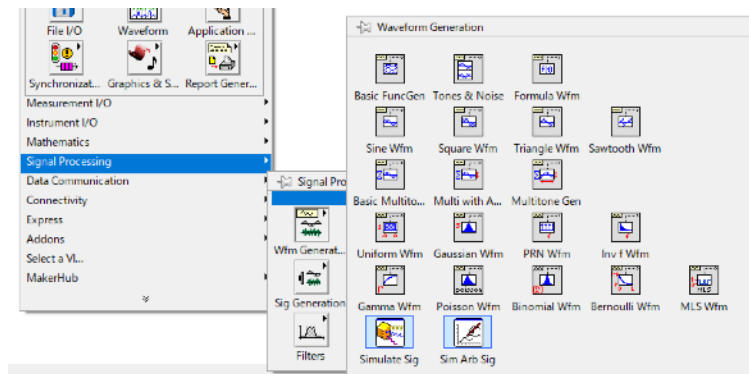 File I/O Waveform Application ...
Synchronizat... Graphics & S... Report Gener...
Measurement I/O
Instrument I/O
Mathematics
Signal Processing
Data Communication
Connectivity
Express
Addons
Select a VI...
MakerHub
Signal Pro
Wfm Generat...
Sig Generation
Filters
Waveform Generation
Basic FuncGen Tones & Noise Formula Wfm
Sine Wfm Square Wfm Triangle Wfm Sawtooth Wfm
Basic Multito... Multi with A... Multitone Gen
Uniform Wfm Gaussian Wfm PRN Wfm Inv f Wfm
Gamma Wfm Poisson Wfm Binomial Wfm Bernoulli Wfm MLS Wfm
Simulate Sig Sim Arb Sig